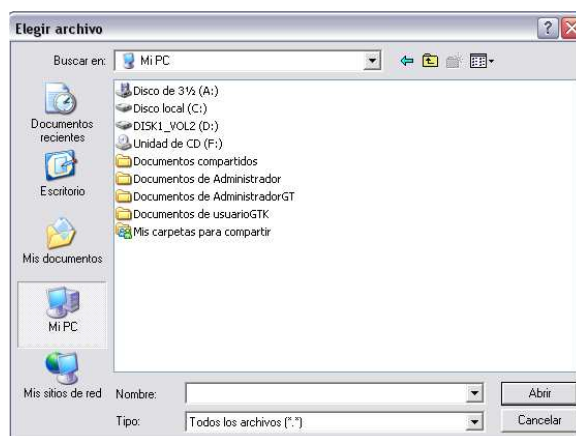 Elegir archivo
Buscar en: Mi PC
Documentos recientes
Escritorio
Mis documentos
Mi PC
Mis sitios de red
Disco de 3½ (A:)
Disco local (C:)
DISK1_VOL2 (D:)
Unidad de CD (F:)
Documentos compartidos
Documentos de Administrador
Documentos de AdministradorGT
Documentos de usuarioGTK
Mis carpetas para compartir
Nombre:
Abrir
Tipo: Todos los archivos (*.*)
Cancelar